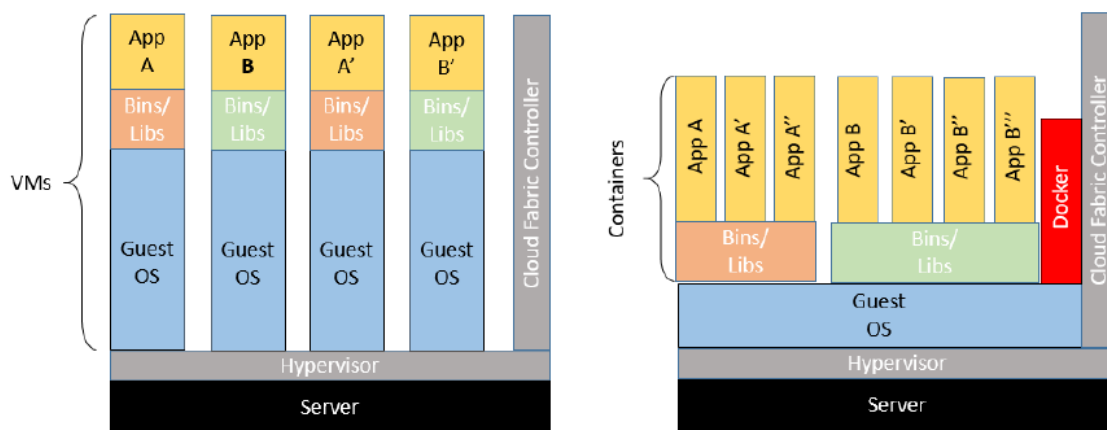 VMs
App
A
Bins/
Libs
Guest
OS
App
B
Bins/
Libs
Guest
OS
App
A’
Bins/
Libs
Guest
OS
App
B’
Bins/
Libs
Guest
OS
Cloud Fabric Controller
Hypervisor
Server
Containers
App A
App A’
App A’’
App B
App B’
App B’’
App B’’’
Bins/
Libs
Bins/
Libs
Docker
Guest
OS
Cloud Fabric Controller
Hypervisor
Server